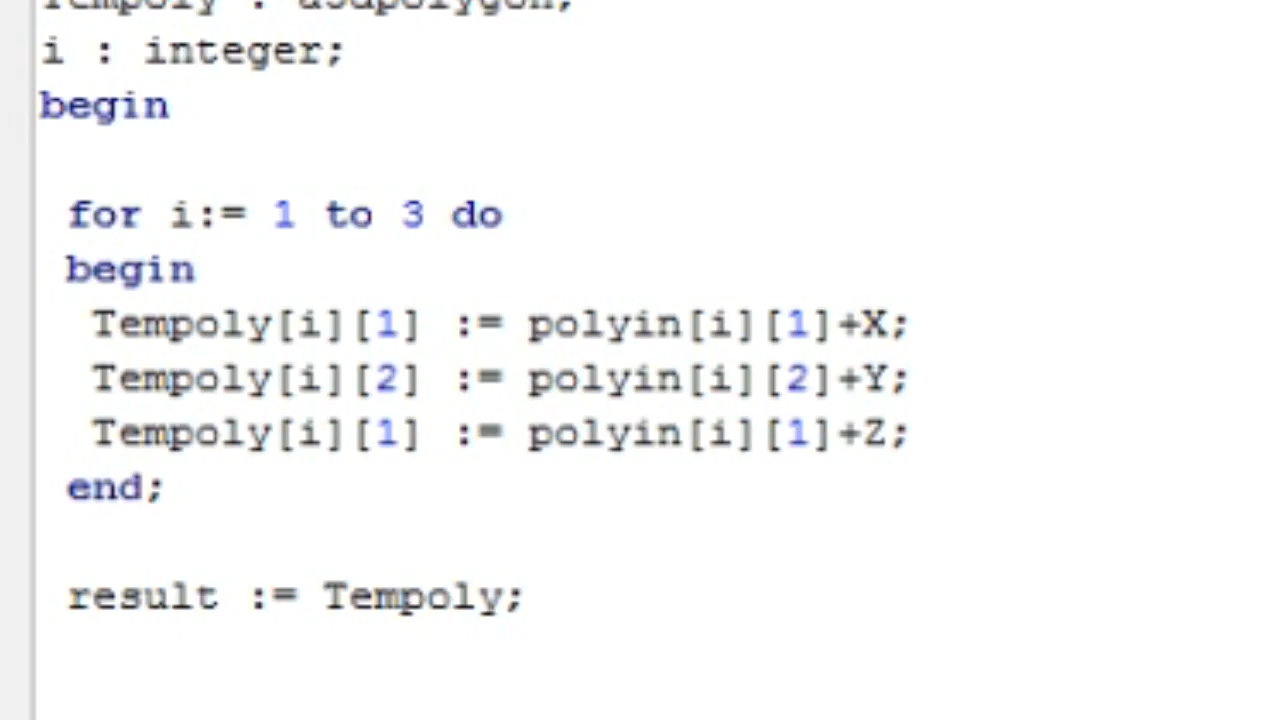 i : integer;
begin
for i:= 1 to 3 do
begin
Tempoly[i][1] := polyin[i][1]+X;
Tempoly[i][2] := polyin[i][2]+Y;
Tempoly[i][1] := polyin[i][1]+Z;
end;
result := Tempoly;